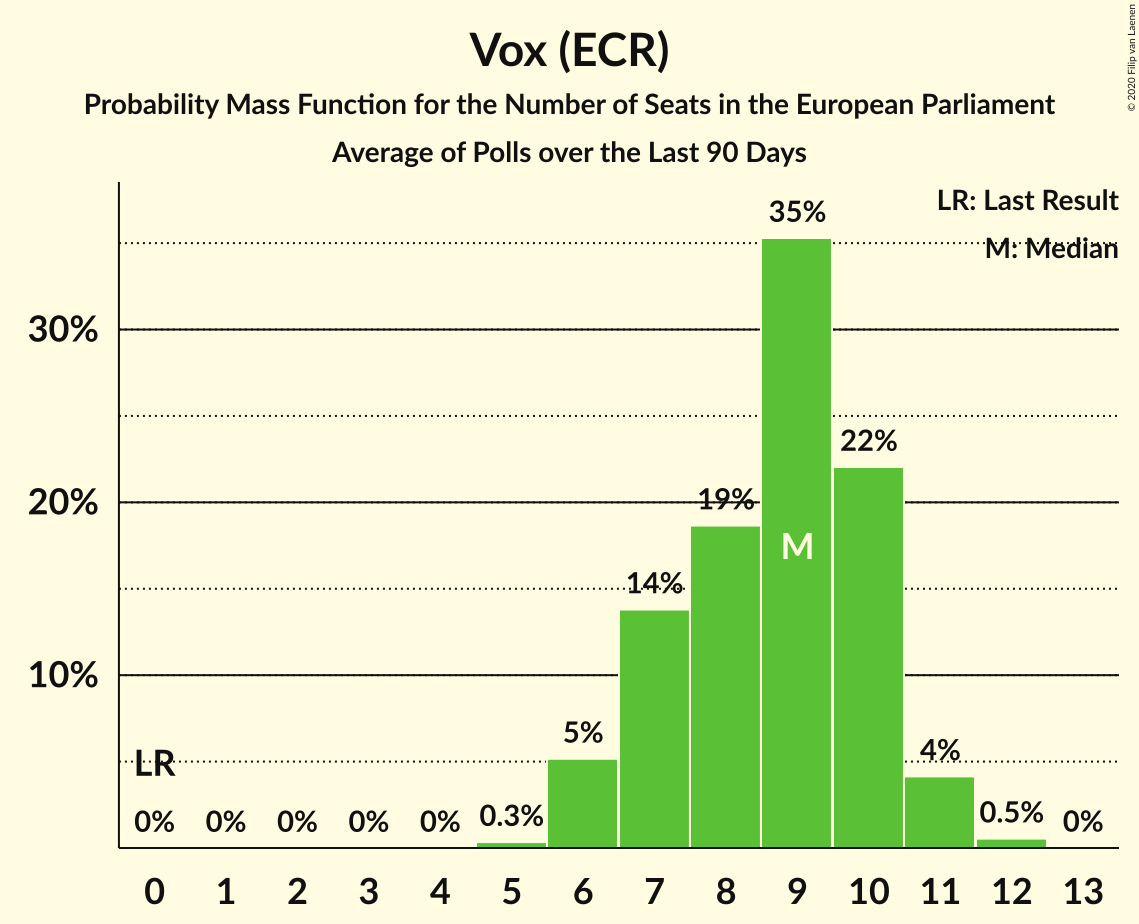 Vox (ECR)
Probability Mass Function for the Number of Seats in the European Parliament
Average of Polls over the Last 90 Days
© 2020 Filip van Laenen
LR: Last Result
M: Median
30%
20%
10%
LR
0%
0%
0%
0%
0%
0.3%
5%
14%
19%
35%
M
22%
4%
0.5%
0%
0 1 2 3 4 5 6 7 8 9 10 11 12 13